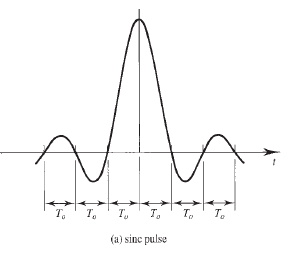 t
T₀ T₀ T₀ T₀ T₀ T₀
(a) sinc pulse